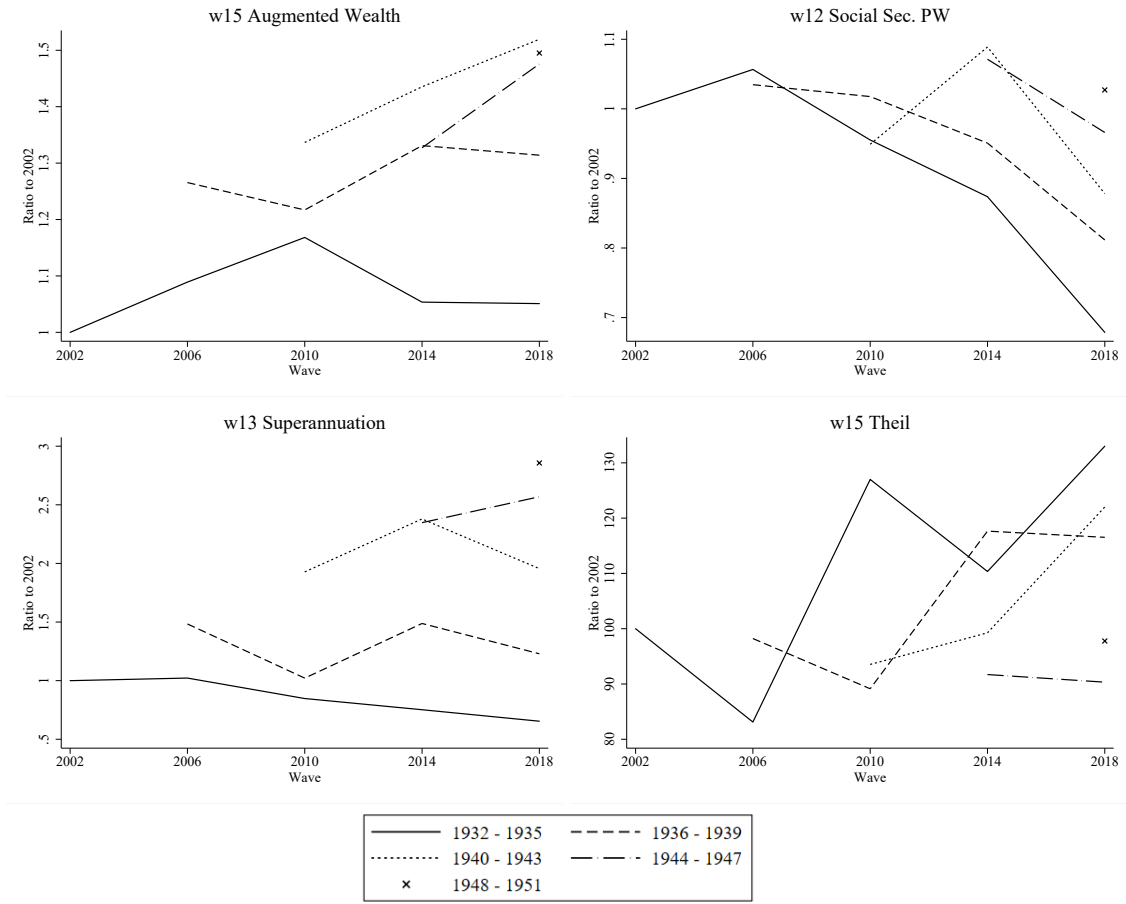 w15 Augmented Wealth
Ratio to 2002
1.5
1.4
1.3
1.2
1.1
1
2002 2006 2010 2014 2018
Wave
w12 Social Sec. PW
Ratio to 2002
1.1
1
.9
.8
.7
2002 2006 2010 2014 2018
Wave
w13 Superannuation
Ratio to 2002
3
2.5
2
1.5
1
.5
2002 2006 2010 2014 2018
Wave
w15 Theil
Ratio to 2002
130
120
110
100
90
80
2002 2006 2010 2014 2018
Wave
1932 - 1935 1936 - 1939
1940 - 1943 1944 - 1947
1948 - 1951